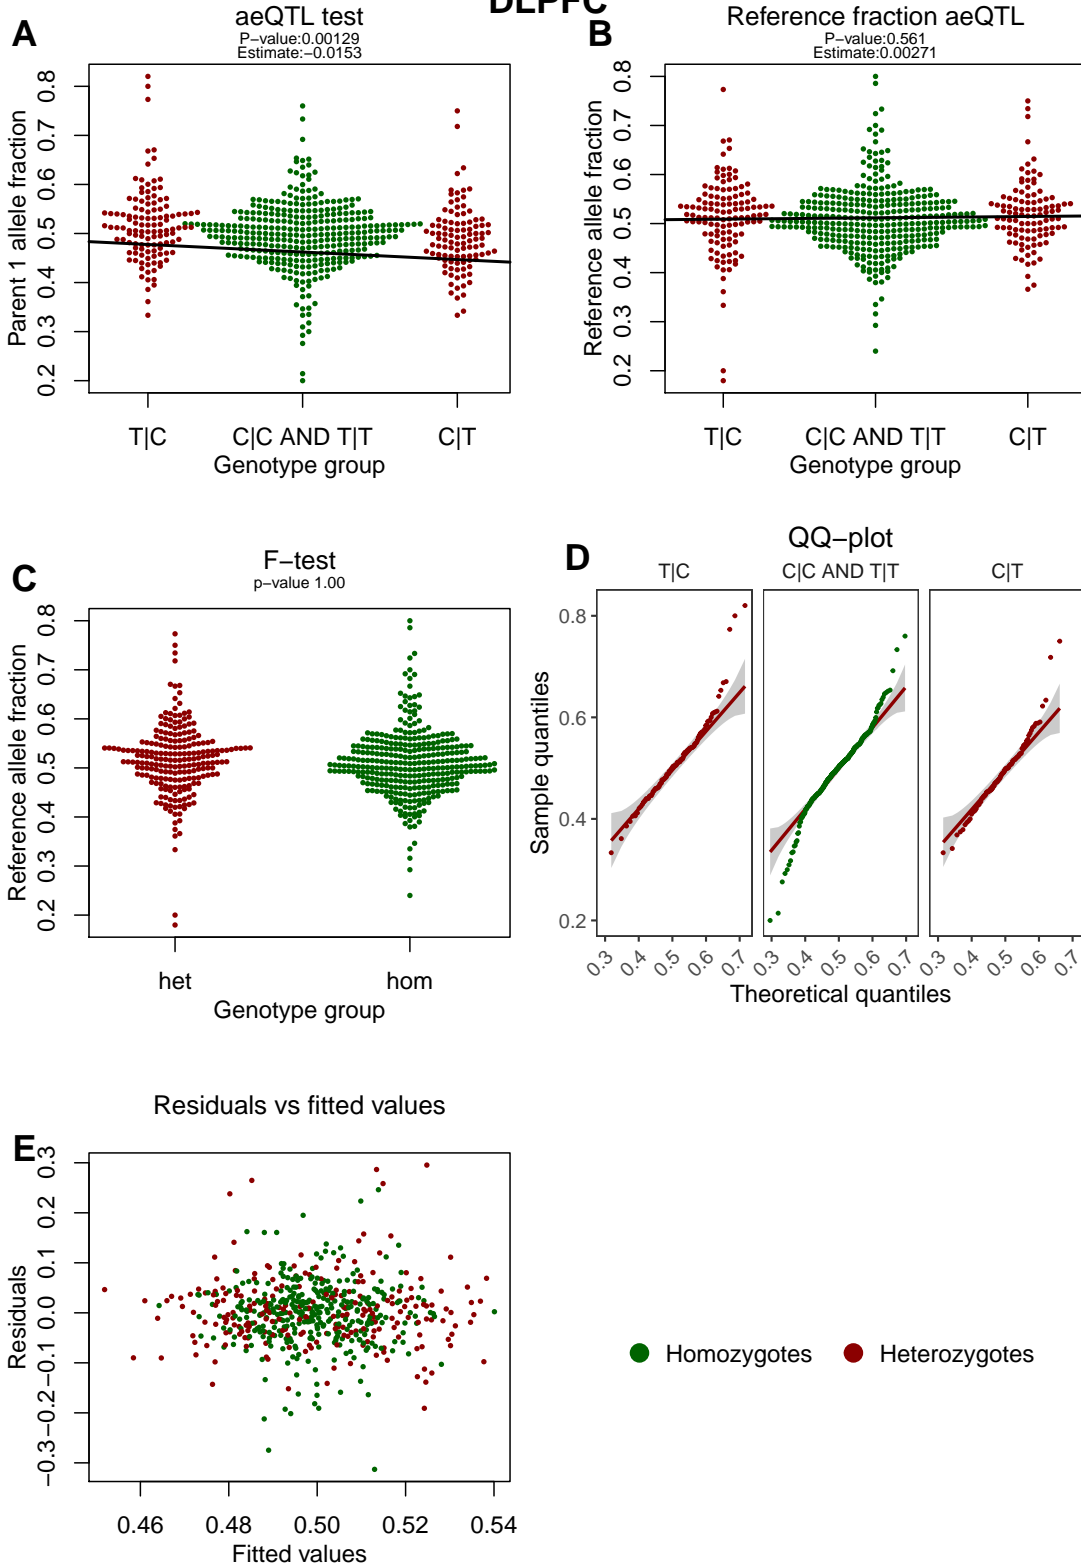 DLPFC
A
aeQTL test
P-value:0.00129
Estimate:-0.0153
Parent 1 allele fraction
0.8
0.7
0.6
0.5
0.4
0.3
0.2
T|C C|C AND T|T C|T
Genotype group
B
Reference fraction aeQTL
P-value:0.561
Estimate:0.00271
Reference allele fraction
0.8
0.7
0.6
0.5
0.4
0.3
0.2
T|C C|C AND T|T C|T
Genotype group
C
F-test
p-value 1.00
Reference allele fraction
0.8
0.7
0.6
0.5
0.4
0.3
0.2
het hom
Genotype group
D
QQ-plot
T|C C|C AND T|T C|T
Sample quantiles
0.8
0.6
0.4
0.2
0.3 0.4 0.5 0.6 0.7 0.3 0.4 0.5 0.6 0.7 0.3 0.4 0.5 0.6 0.7
Theoretical quantiles
E
Residuals vs fitted values
Residuals
0.3
0.2
0.1
0.0
-0.1
-0.2
-0.3
0.46 0.48 0.50 0.52 0.54
Fitted values
Homozygotes Heterozygotes